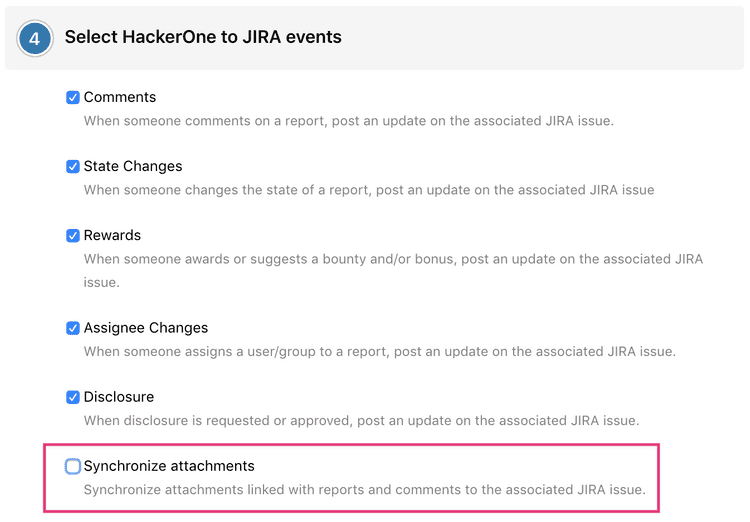 4
Select HackerOne to JIRA events
Comments
When someone comments on a report, post an update on the associated JIRA issue.
State Changes
When someone changes the state of a report, post an update on the associated JIRA issue
Rewards
When someone awards or suggests a bounty and/or bonus, post an update on the associated JIRA
issue.
Assignee Changes
When someone assigns a user/group to a report, post an update on the associated JIRA issue.
Disclosure
When disclosure is requested or approved, post an update on the associated JIRA issue.
Synchronize attachments
Synchronize attachments linked with reports and comments to the associated JIRA issue.